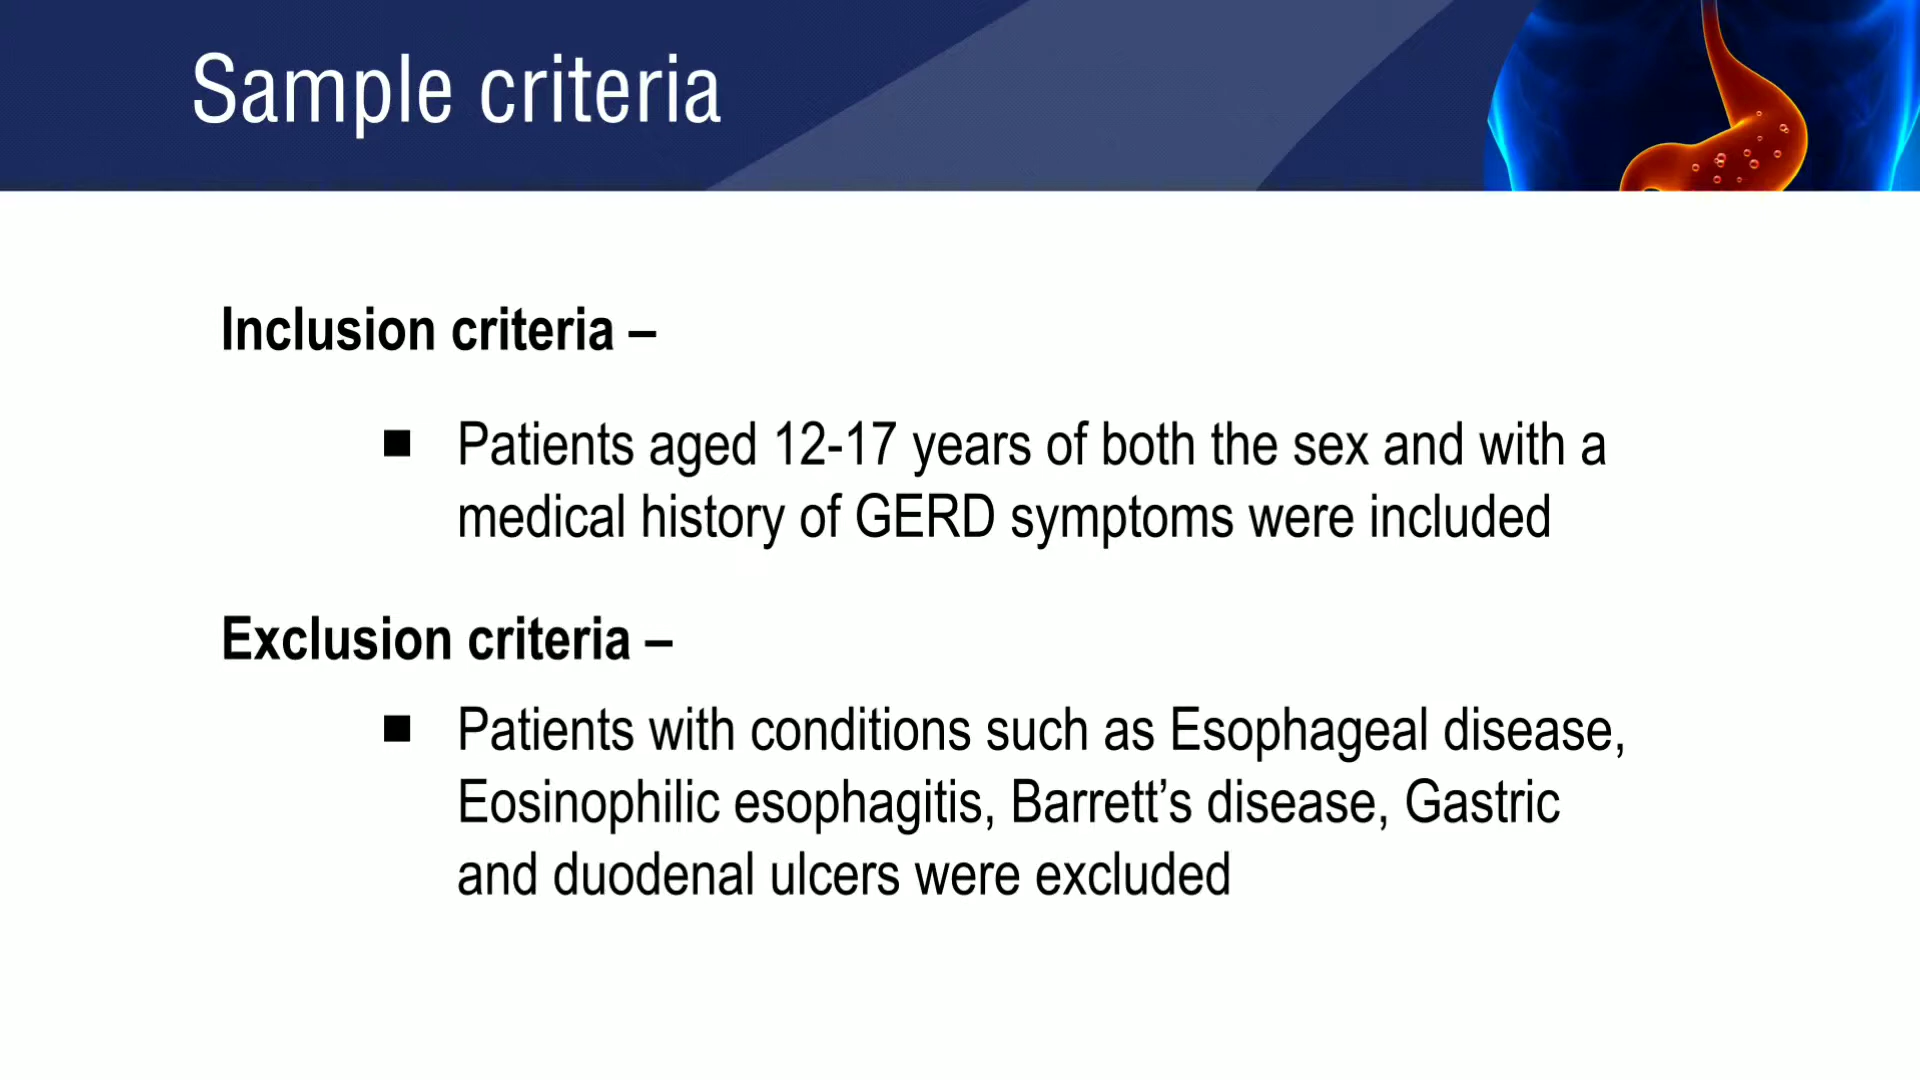 Sample criteria
Inclusion criteria –
■ Patients aged 12-17 years of both the sex and with a
medical history of GERD symptoms were included
Exclusion criteria –
■ Patients with conditions such as Esophageal disease,
Eosinophilic esophagitis, Barrett’s disease, Gastric
and duodenal ulcers were excluded